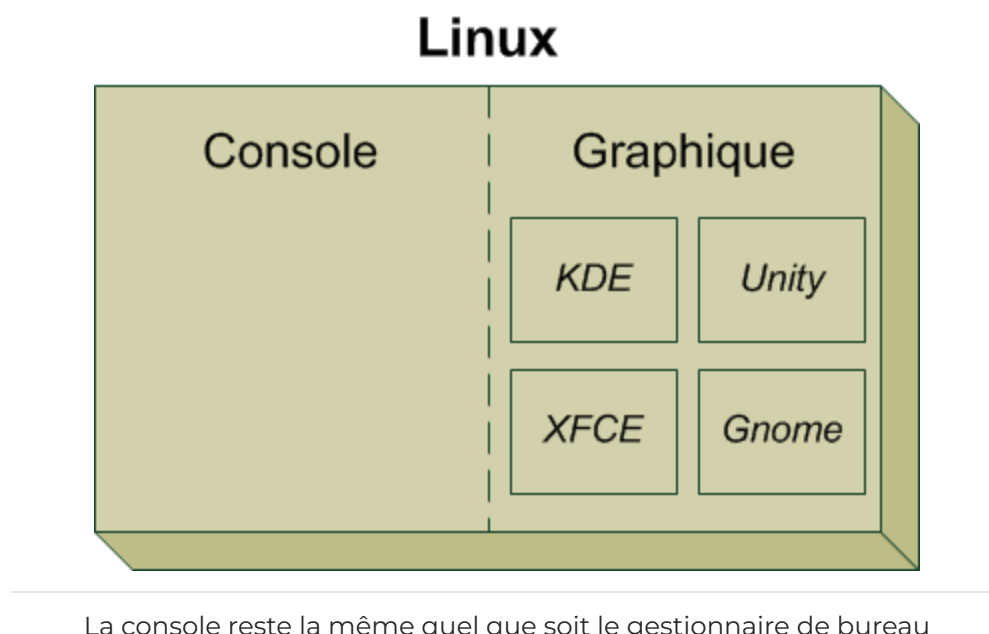 Linux
Console
Graphique
KDE
Unity
XFCE
Gnome
La console reste la même quel que soit le gestionnaire de bureau